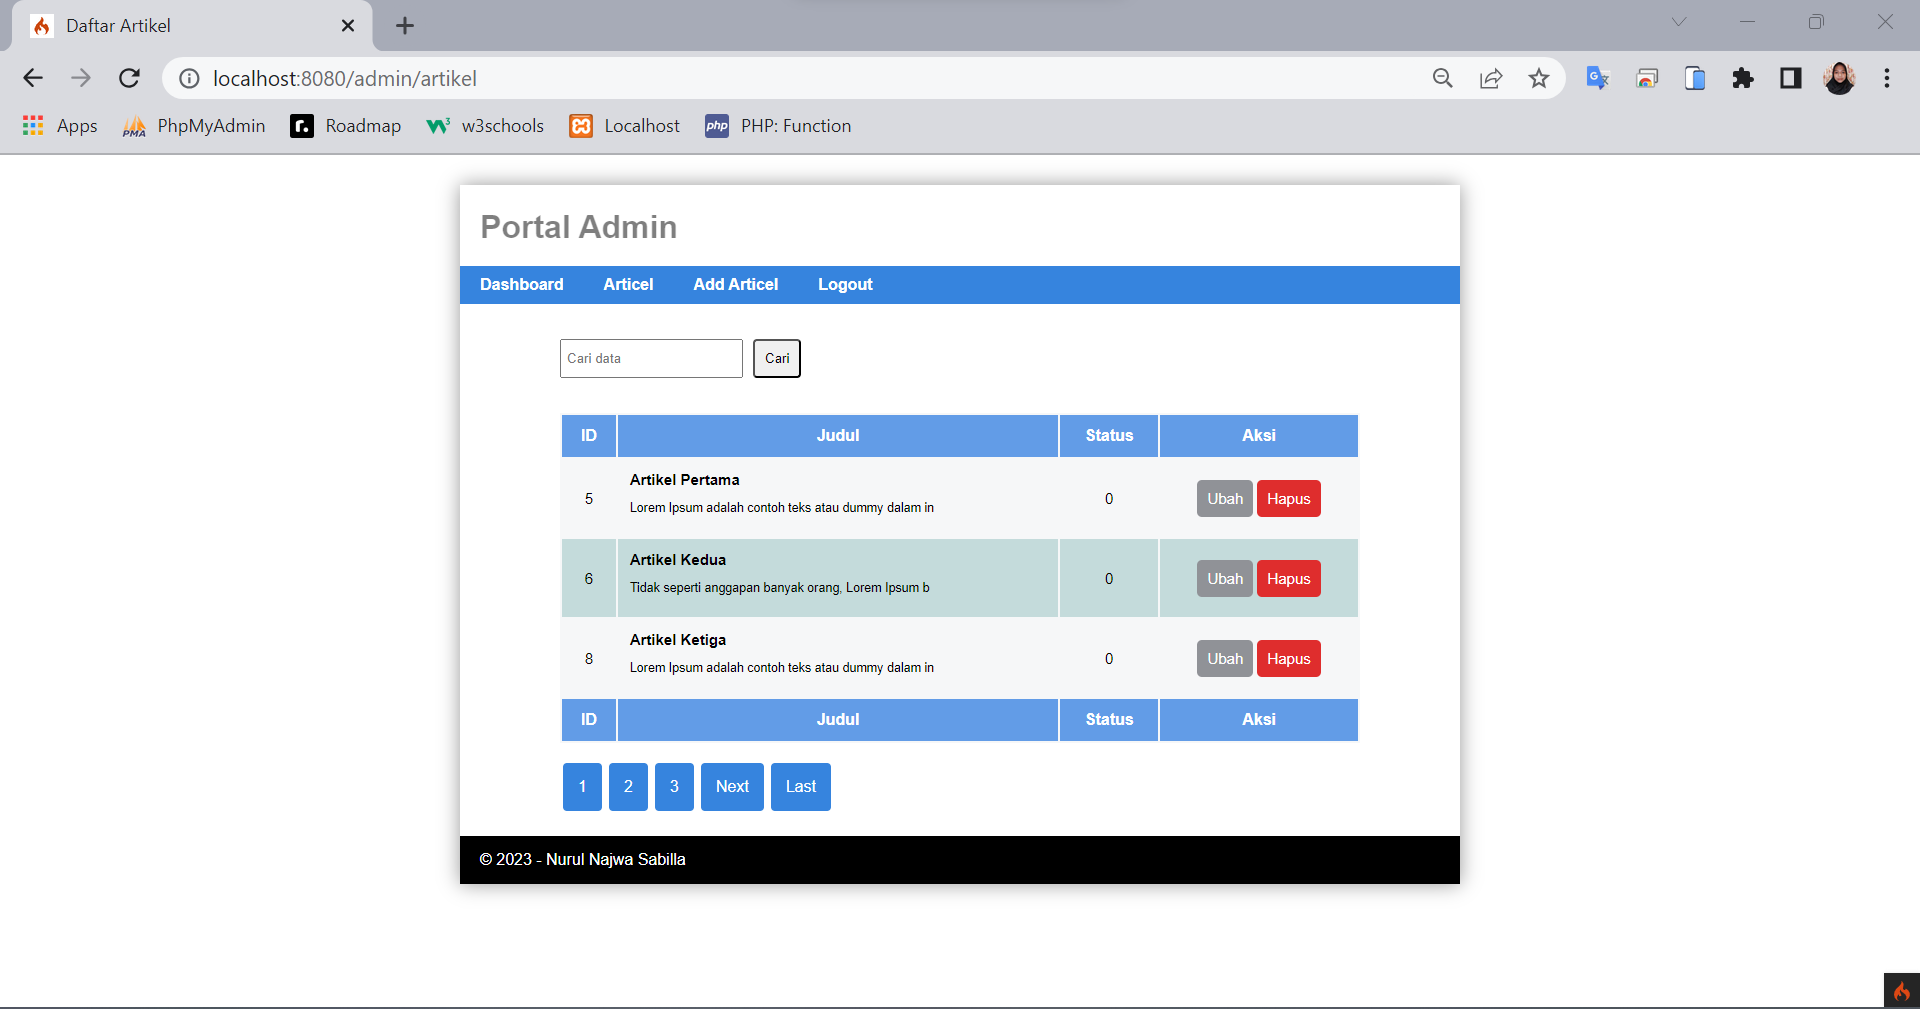 Daftar Artikel
localhost:8080/admin/artikel
Apps PMA PhpMyAdmin r. Roadmap w3 w3schools Localhost php PHP: Function
Portal Admin
Dashboard Articel Add Articel Logout
Cari data Cari
ID Judul Status Aksi
Artikel Pertama
5 0 Ubah Hapus
Lorem Ipsum adalah contoh teks atau dummy dalam in
Artikel Kedua
6 0 Ubah Hapus
Tidak seperti anggapan banyak orang, Lorem Ipsum b
Artikel Ketiga
8 0 Ubah Hapus
Lorem Ipsum adalah contoh teks atau dummy dalam in
ID Judul Status Aksi
1 2 3 Next Last
© 2023 - Nurul Najwa Sabilla